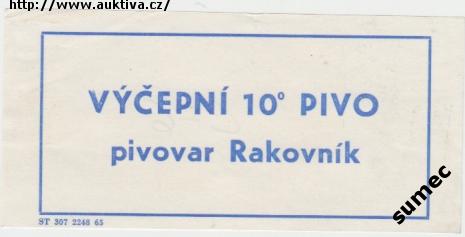 http://www.auktiva.cz/
VÝČEPNÍ 10° PIVO
pivovar Rakovník
ST 307 2248 65
sumec